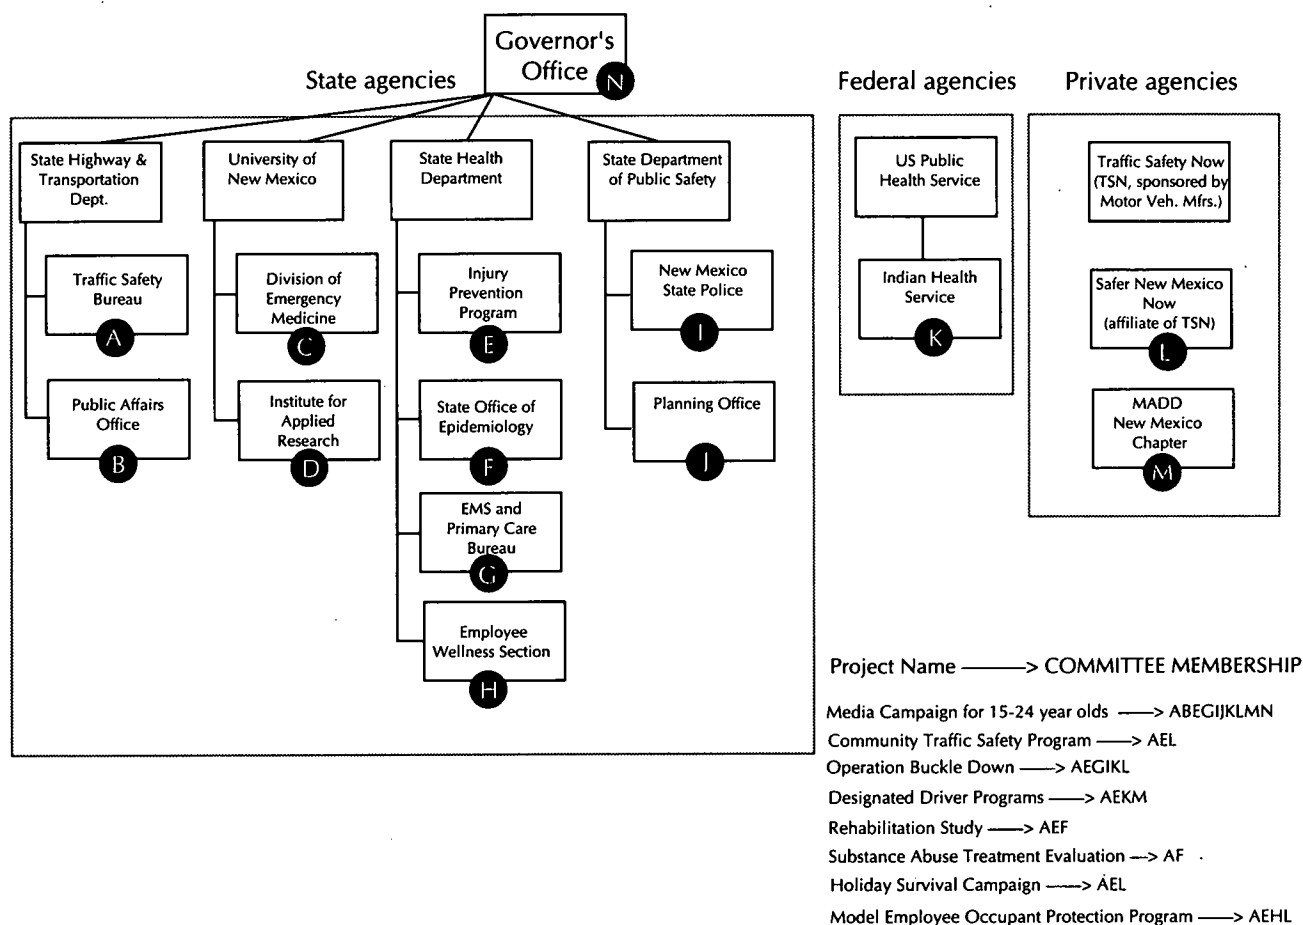 Governor's
Office
N
State agencies
Federal agencies
Private agencies
State Highway &
Transportation
Dept.
University of
New Mexico
State Health
Department
State Department
of Public Safety
US Public
Health Service
Traffic Safety Now
(TSN, sponsored by
Motor Veh. Mfrs.)
Traffic Safety
Bureau
A
Division of
Emergency
Medicine
C
Injury
Prevention
Program
E
New Mexico
State Police
I
Indian Health
Service
K
Safer New Mexico
Now
(affiliate of TSN)
L
Public Affairs
Office
B
Institute for
Applied
Research
D
State Office of
Epidemiology
F
Planning Office
J
MADD
New Mexico
Chapter
M
EMS and
Primary Care
Bureau
G
Employee
Wellness Section
H
Project Name ———> COMMITTEE MEMBERSHIP
Media Campaign for 15-24 year olds ——> ABEGIJKLMN
Community Traffic Safety Program ——> AEL
Operation Buckle Down ——> AEGIKL
Designated Driver Programs ——> AEKM
Rehabilitation Study ——> AEF
Substance Abuse Treatment Evaluation —> AF
Holiday Survival Campaign ——> AEL
Model Employee Occupant Protection Program ——> AEHL